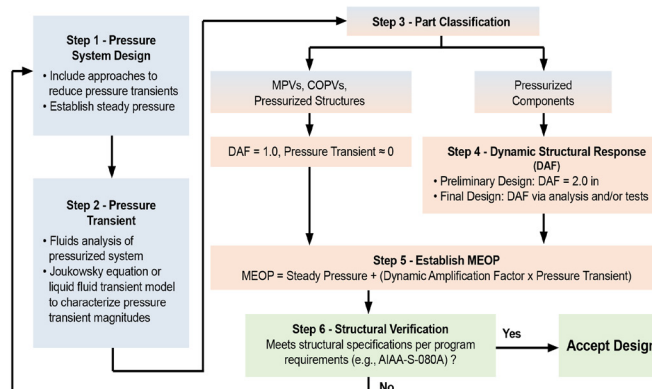 Step 1 - Pressure
System Design
• Include approaches to
reduce pressure transients
• Establish steady pressure
Step 2 - Pressure
Transient
• Fluids analysis of
pressurized system
• Joukowsky equation or
liquid fluid transient model
to characterize pressure
transient magnitudes
Step 3 - Part Classification
MPVs, COPVs,
Pressurized Structures
Pressurized
Components
DAF = 1.0, Pressure Transient ≈ 0
Step 4 - Dynamic Structural Response
(DAF)
• Preliminary Design: DAF = 2.0 in
• Final Design: DAF via analysis and/or tests
Step 5 - Establish MEOP
MEOP = Steady Pressure + (Dynamic Amplification Factor x Pressure Transient)
Step 6 - Structural Verification
Meets structural specifications per program
requirements (e.g., AIAA-S-080A) ?
Yes
Accept Design
No